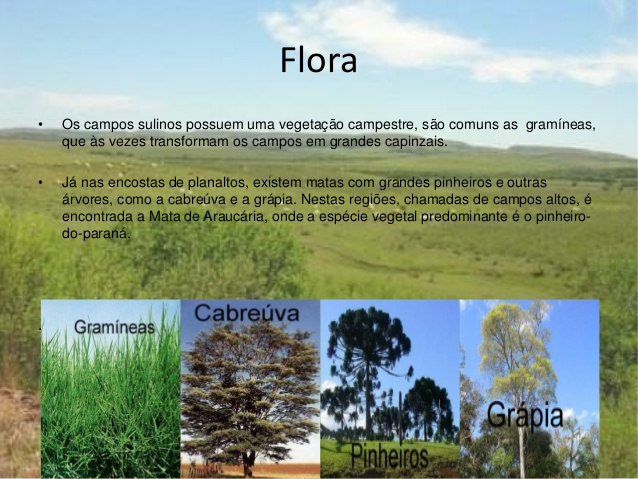 Flora
• Os campos sulinos possuem uma vegetação campestre, são comuns as gramíneas,
que às vezes transformam os campos em grandes capinzais.
• Já nas encostas de planaltos, existem matas com grandes pinheiros e outras
árvores, como a cabreúva e a grápia. Nestas regiões, chamadas de campos altos, é
encontrada a Mata de Araucária, onde a espécie vegetal predominante é o pinheiro-
do-paraná.
Gramíneas
Cabreúva
Pinheiros
Grápia